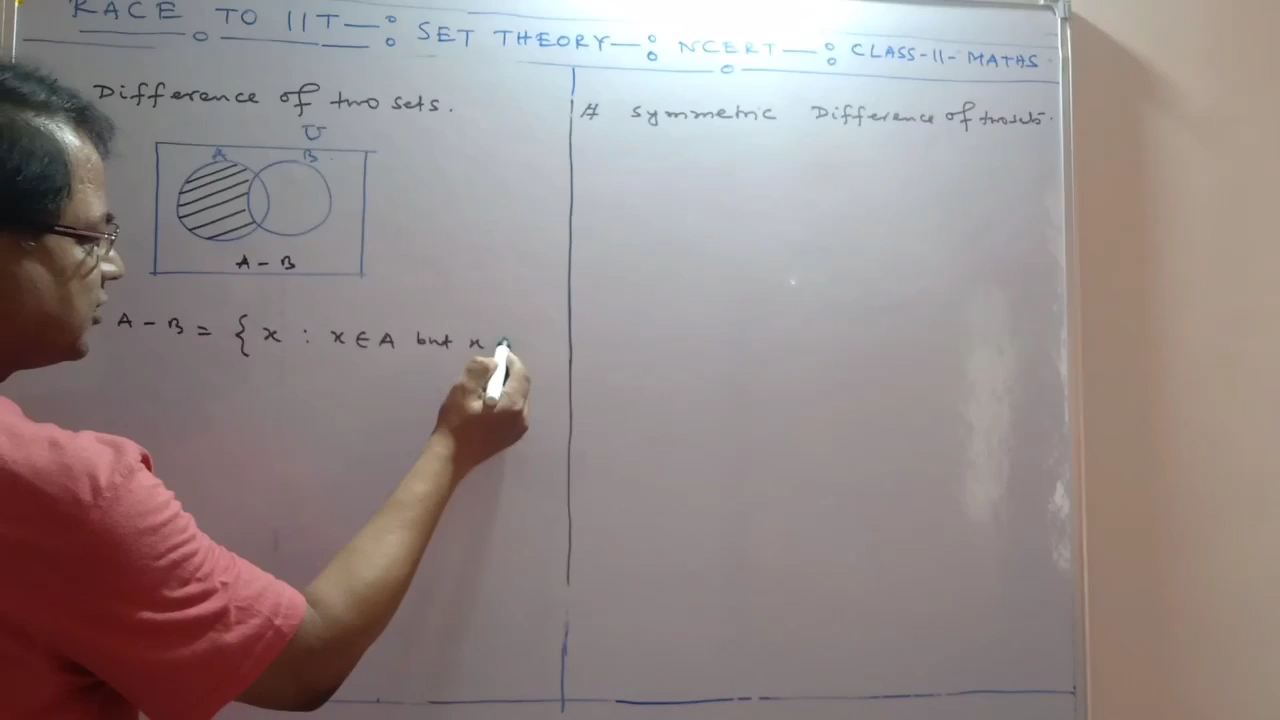 RACE TO IIT—: SET THEORY—: NCERT—: CLASS-11-MATHS
Difference of two sets.
U
A B
A - B
A - B = { x : x ∈ A but x
# Symmetric Difference of two sets.